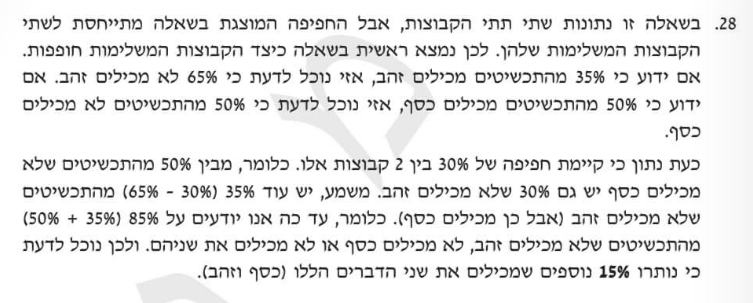 28. בשאלה זו נתונות שתי תתי הקבוצות, אבל החפיפה המוצגת בשאלה מתייחסת לשתי
הקבוצות המשלימות שלהן. לכן נמצא ראשית בשאלה כיצד הקבוצות המשלימות חופפות.
אם ידוע כי 35% מהתכשיטים מכילים זהב, אזי נוכל לדעת כי 65% לא מכילים זהב. אם
ידוע כי 50% מהתכשיטים מכילים כסף, אזי נוכל לדעת כי 50% מהתכשיטים לא מכילים
כסף.
כעת נתון כי קיימת חפיפה של 30% בין 2 קבוצות אלו. כלומר, מבין 50% מהתכשיטים שלא
מכילים כסף יש גם 30% שלא מכילים זהב. משמע, יש עוד 35% (30% - 65%) מהתכשיטים
שלא מכילים זהב (אבל כן מכילים כסף). כלומר, עד כה אנו יודעים על 85% (35% + 50%)
מהתכשיטים שלא מכילים זהב, לא מכילים כסף או לא מכילים את שניהם. ולכן נוכל לדעת
כי נותרו 15% נוספים שמכילים את שני הדברים הללו (כסף וזהב).